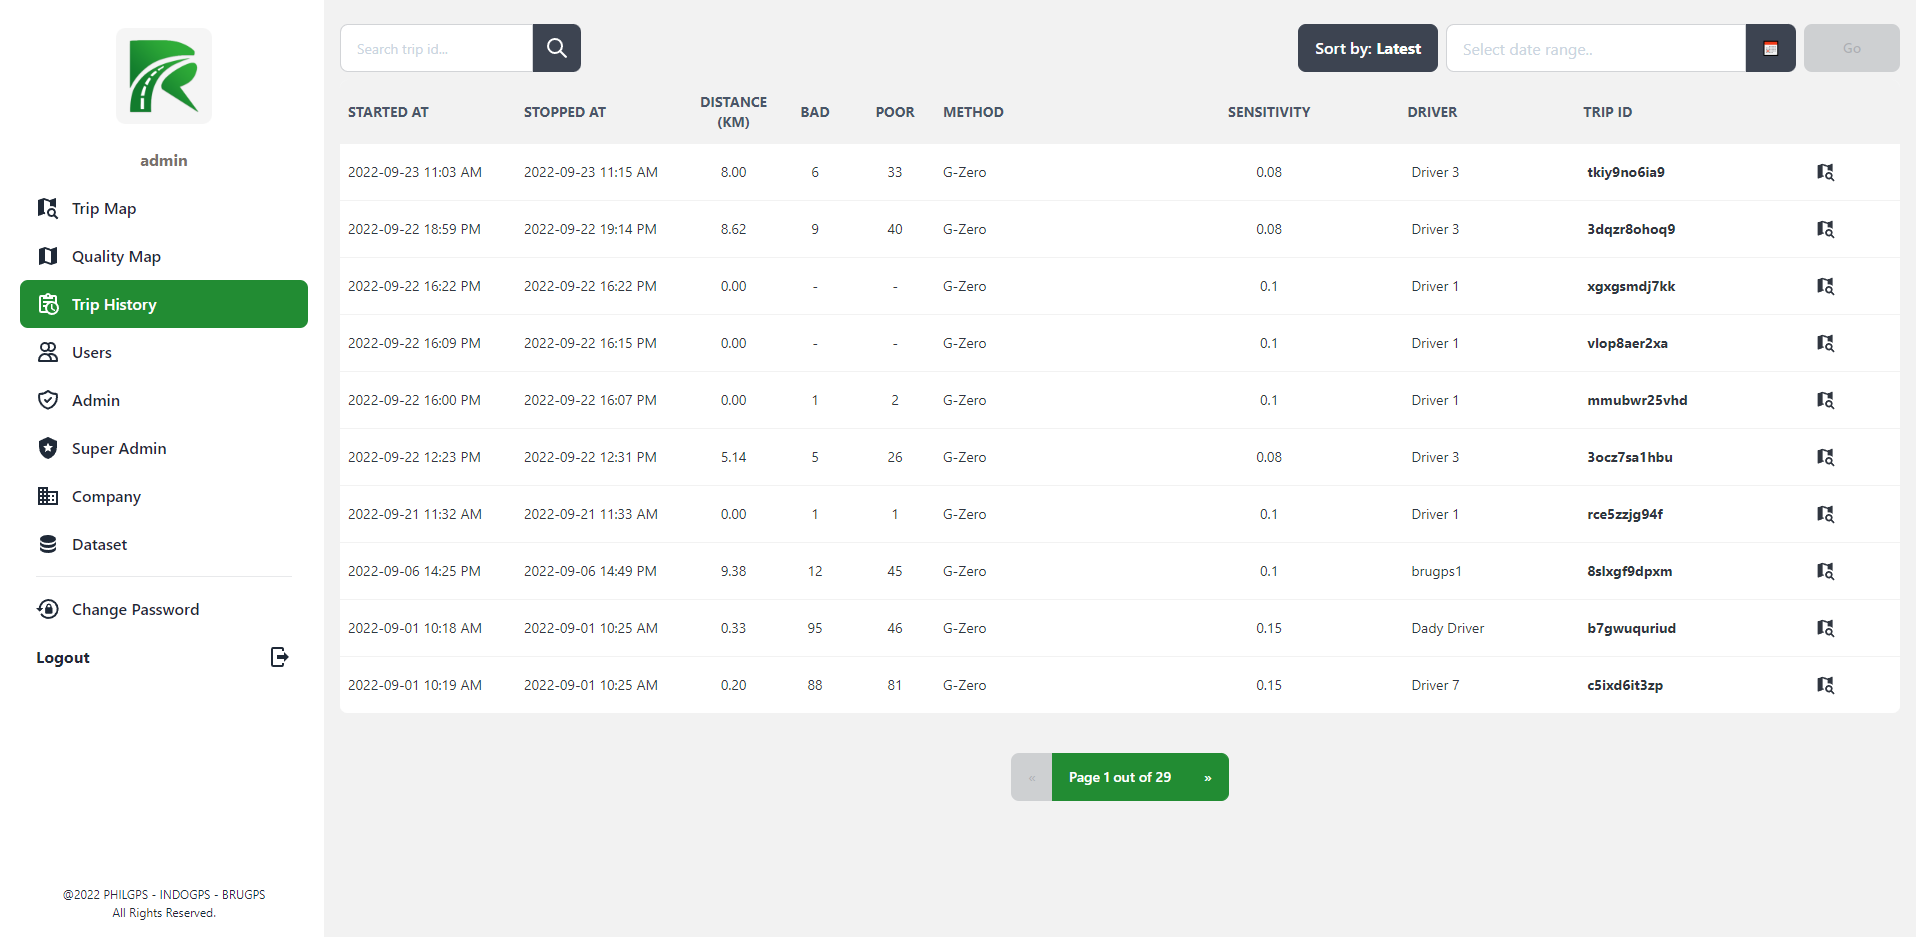 admin
Trip Map
Quality Map
Trip History
Users
Admin
Super Admin
Company
Dataset
Change Password
Logout
@2022 PHILGPS - INDOGPS - BRUGPS
All Rights Reserved.
Search trip id...
Sort by: Latest
Select date range..
Go
STARTED AT STOPPED AT DISTANCE (KM) BAD POOR METHOD SENSITIVITY DRIVER TRIP ID
2022-09-23 11:03 AM 2022-09-23 11:15 AM 8.00 6 33 G-Zero 0.08 Driver 3 tkiy9no6ia9
2022-09-22 18:59 PM 2022-09-22 19:14 PM 8.62 9 40 G-Zero 0.08 Driver 3 3dqzr8ohoq9
2022-09-22 16:22 PM 2022-09-22 16:22 PM 0.00 - - G-Zero 0.1 Driver 1 xgxgsmdj7kk
2022-09-22 16:09 PM 2022-09-22 16:15 PM 0.00 - - G-Zero 0.1 Driver 1 vlop8aer2xa
2022-09-22 16:00 PM 2022-09-22 16:07 PM 0.00 1 2 G-Zero 0.1 Driver 1 mmubwr25vhd
2022-09-22 12:23 PM 2022-09-22 12:31 PM 5.14 5 26 G-Zero 0.08 Driver 3 3ocz7sa1hbu
2022-09-21 11:32 AM 2022-09-21 11:33 AM 0.00 1 1 G-Zero 0.1 Driver 1 rce5zzjg94f
2022-09-06 14:25 PM 2022-09-06 14:49 PM 9.38 12 45 G-Zero 0.1 brugps1 8slxgf9dpxm
2022-09-01 10:18 AM 2022-09-01 10:25 AM 0.33 95 46 G-Zero 0.15 Dady Driver b7gwuquriud
2022-09-01 10:19 AM 2022-09-01 10:25 AM 0.20 88 81 G-Zero 0.15 Driver 7 c5ixd6it3zp
« Page 1 out of 29 »